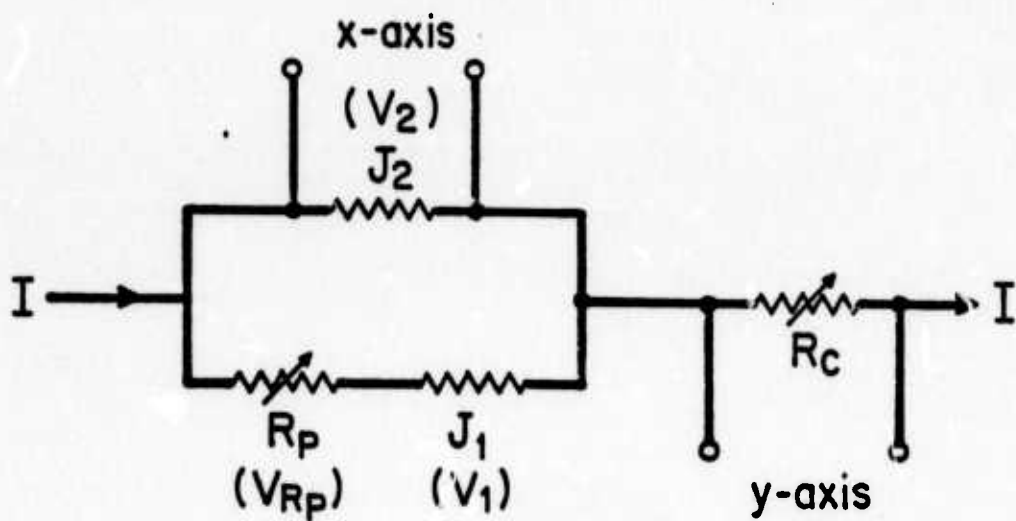 x-axis
(V2)
J2
I
I
RC
RP
J1
(VRP)
(V1)
y-axis